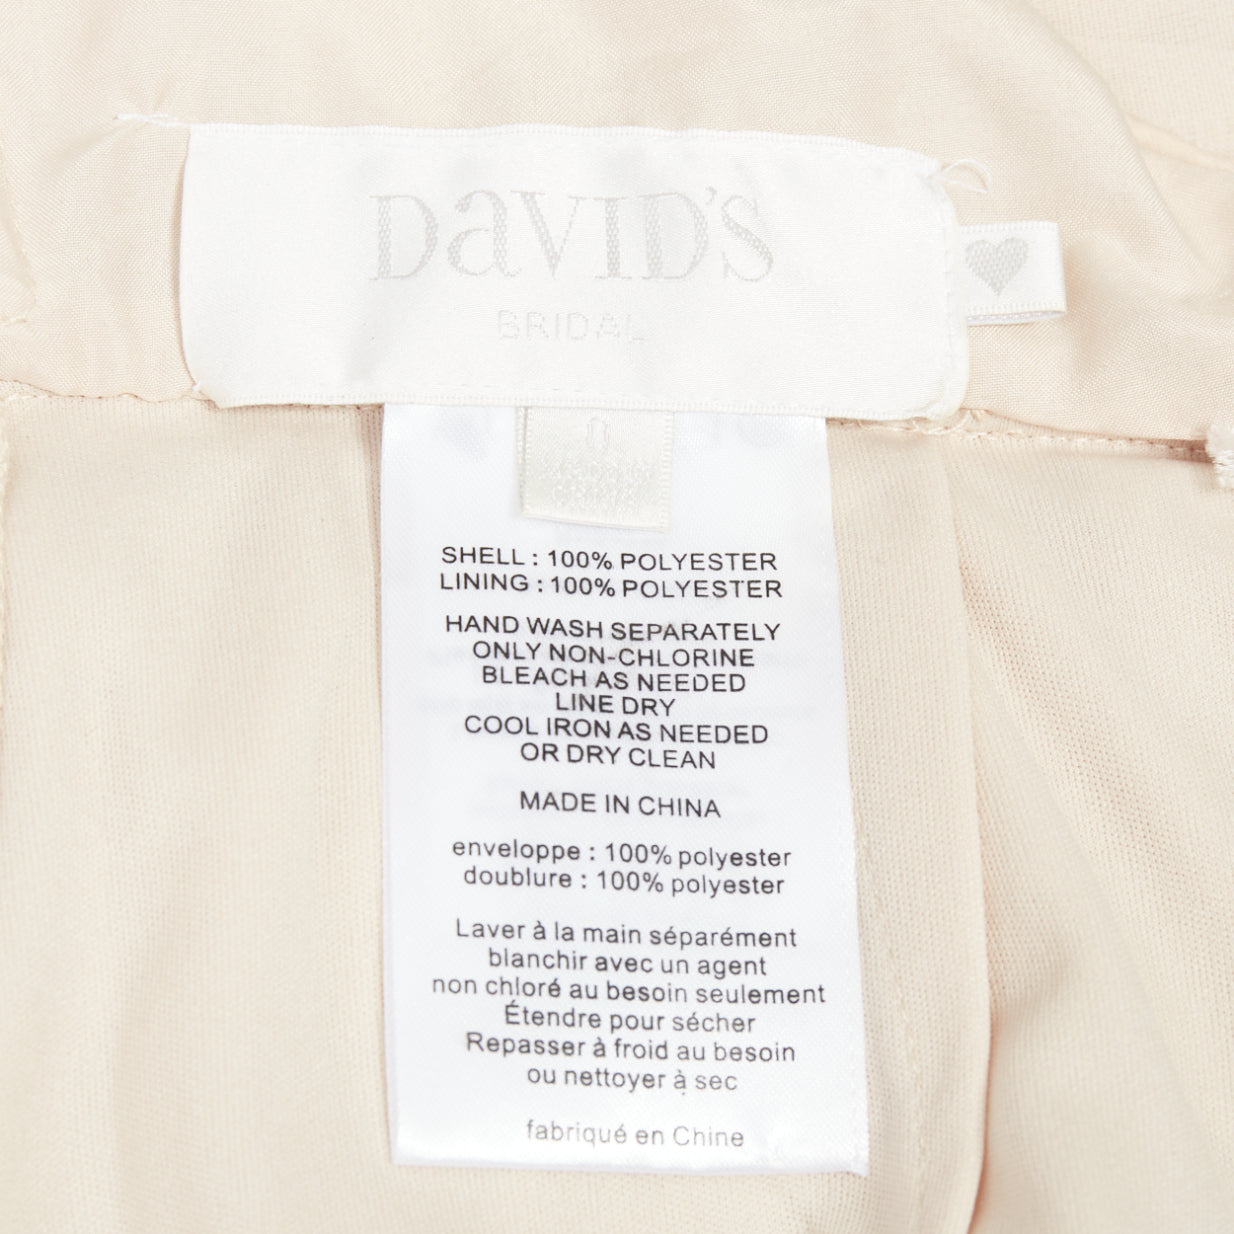 DaVID'S
BRIDAL
0
SHELL : 100% POLYESTER
LINING : 100% POLYESTER
HAND WASH SEPARATELY
ONLY NON-CHLORINE
BLEACH AS NEEDED
LINE DRY
COOL IRON AS NEEDED
OR DRY CLEAN
MADE IN CHINA
enveloppe : 100% polyester
doublure : 100% polyester
Laver à la main séparément
blanchir avec un agent
non chloré au besoin seulement
Étendre pour sécher
Repasser à froid au besoin
ou nettoyer à sec
fabriqué en Chine